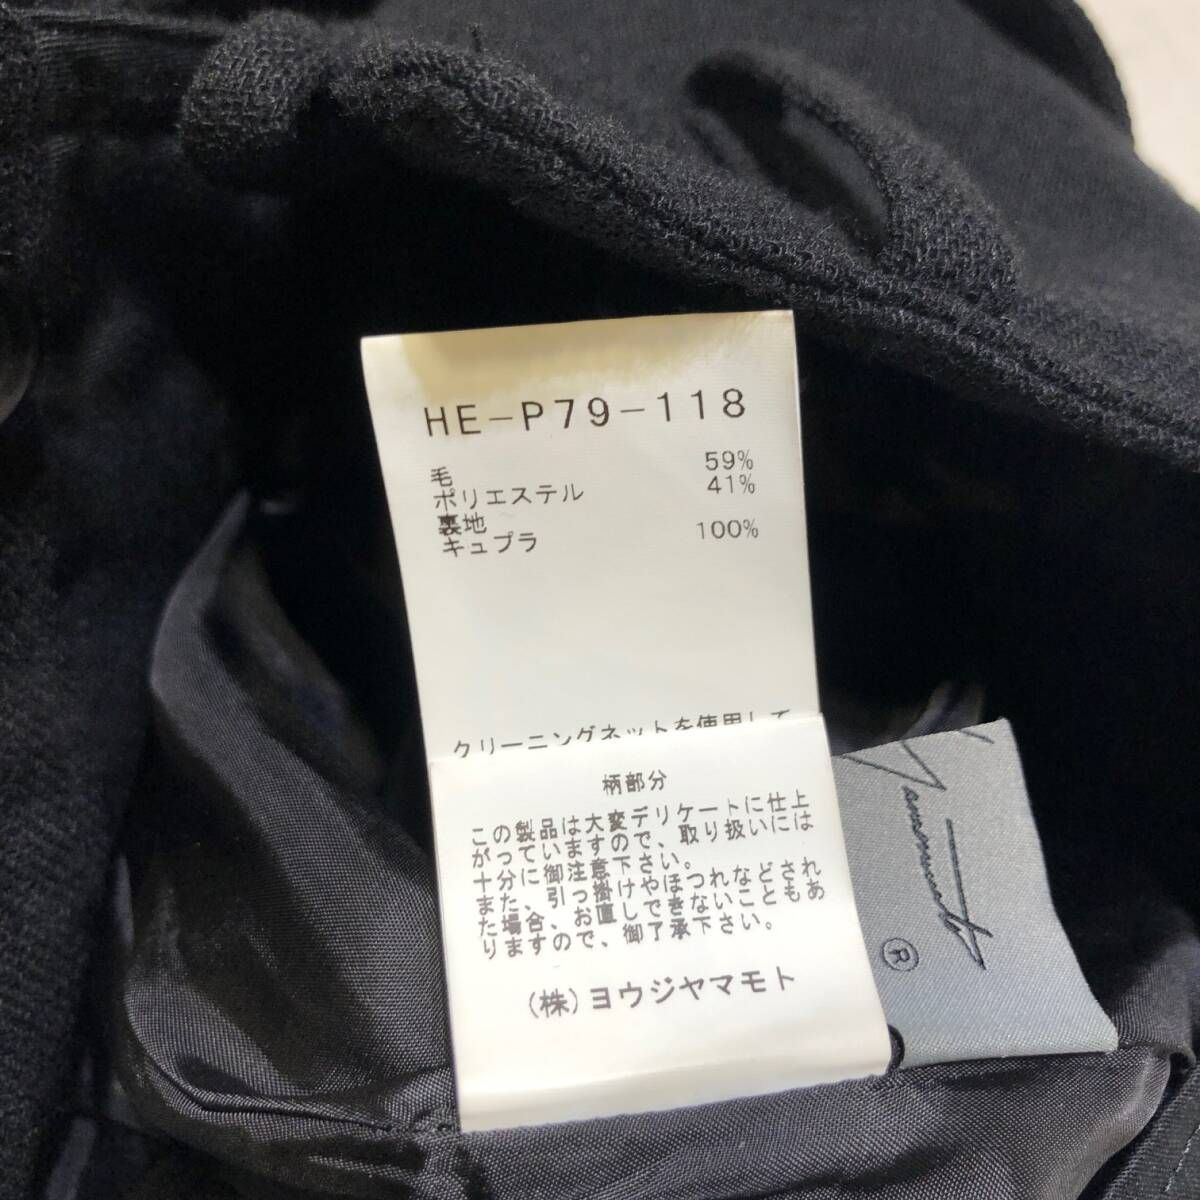 HE-P79-118
毛 59%
ポリエステル 41%
裏地
キュプラ 100%
クリーニングネットを使用して
柄部分
この製品は大変デリケートに仕上
がっていますので、取り扱いには
十分に御注意下さい。
また、引っ掛けやほつれなどされ
た場合、お直しできないこともあ
りますので、御了承下さい。
(株)ヨウジヤマモト
Yamamoto
®